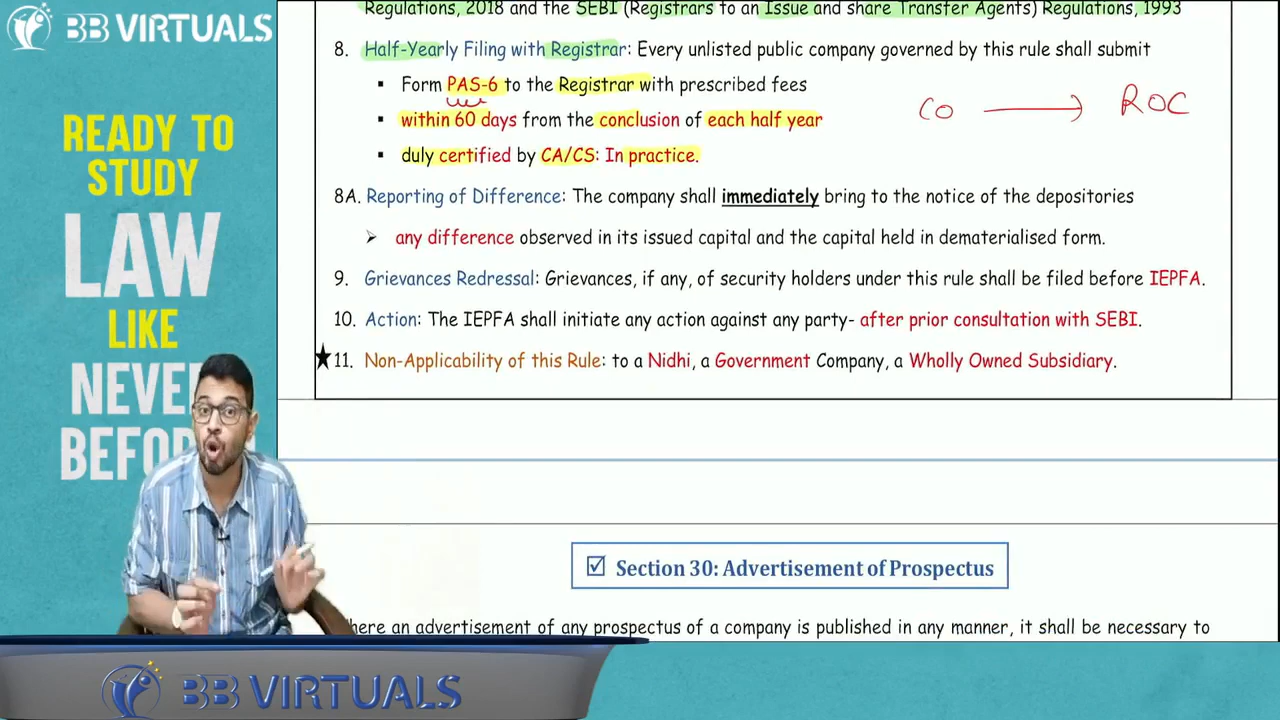 BB VIRTUALS
READY TO
STUDY
LAW
LIKE
NEVE
BEFO
Regulations, 2018 and the SEBI (Registrars to an Issue and share Transfer Agents) Regulations, 1993
8. Half-Yearly Filing with Registrar: Every unlisted public company governed by this rule shall submit
▪ Form PAS-6 to the Registrar with prescribed fees
▪ within 60 days from the conclusion of each half year
▪ duly certified by CA/CS: In practice.
CO → ROC
8A. Reporting of Difference: The company shall immediately bring to the notice of the depositories
➢ any difference observed in its issued capital and the capital held in dematerialised form.
9. Grievances Redressal: Grievances, if any, of security holders under this rule shall be filed before IEPFA.
10. Action: The IEPFA shall initiate any action against any party- after prior consultation with SEBI.
★ 11. Non-Applicability of this Rule: to a Nidhi, a Government Company, a Wholly Owned Subsidiary.
☑ Section 30: Advertisement of Prospectus
here an advertisement of any prospectus of a company is published in any manner, it shall be necessary to
BB VIRTUALS